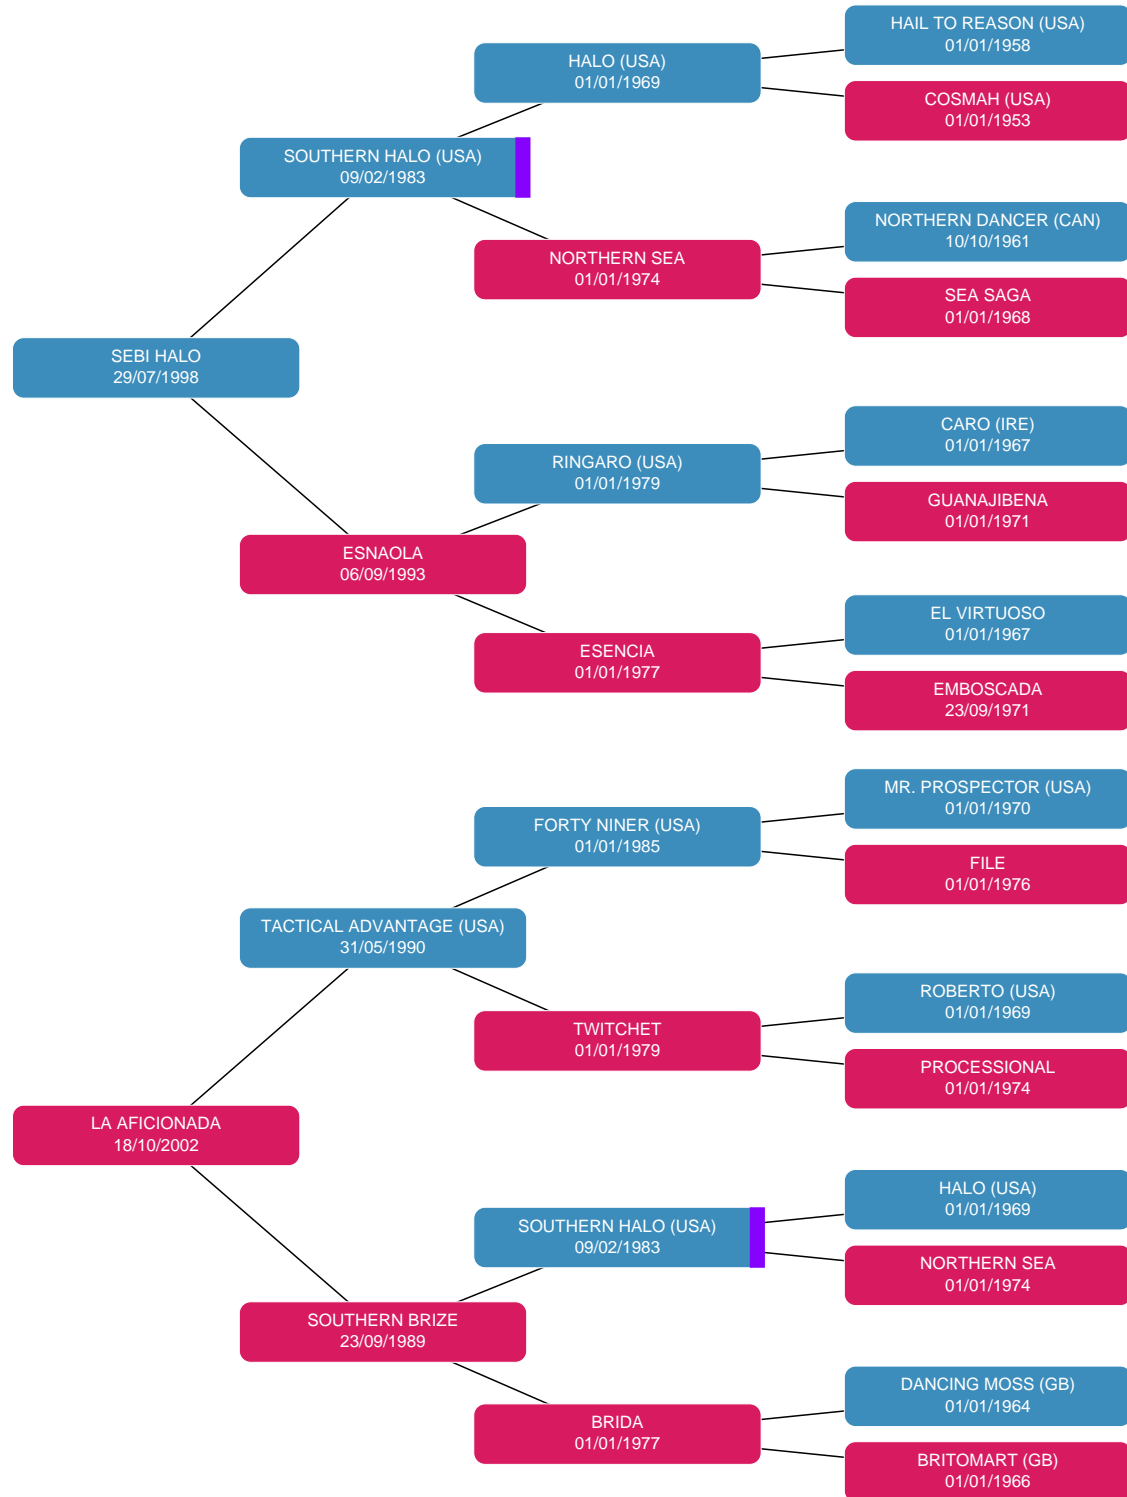 HAIL TO REASON (USA)
01/01/1958
HALO (USA)
01/01/1969
COSMAH (USA)
01/01/1953
SOUTHERN HALO (USA)
09/02/1983
NORTHERN DANCER (CAN)
10/10/1961
NORTHERN SEA
01/01/1974
SEA SAGA
01/01/1968
SEBI HALO
29/07/1998
CARO (IRE)
01/01/1967
RINGARO (USA)
01/01/1979
GUANAJIBENA
01/01/1971
ESNAOLA
06/09/1993
EL VIRTUOSO
01/01/1967
ESENCIA
01/01/1977
EMBOSCADA
23/09/1971
MR. PROSPECTOR (USA)
01/01/1970
FORTY NINER (USA)
01/01/1985
FILE
01/01/1976
TACTICAL ADVANTAGE (USA)
31/05/1990
ROBERTO (USA)
01/01/1969
TWITCHET
01/01/1979
PROCESSIONAL
01/01/1974
LA AFICIONADA
18/10/2002
HALO (USA)
01/01/1969
SOUTHERN HALO (USA)
09/02/1983
NORTHERN SEA
01/01/1974
SOUTHERN BRIZE
23/09/1989
DANCING MOSS (GB)
01/01/1964
BRIDA
01/01/1977
BRITOMART (GB)
01/01/1966